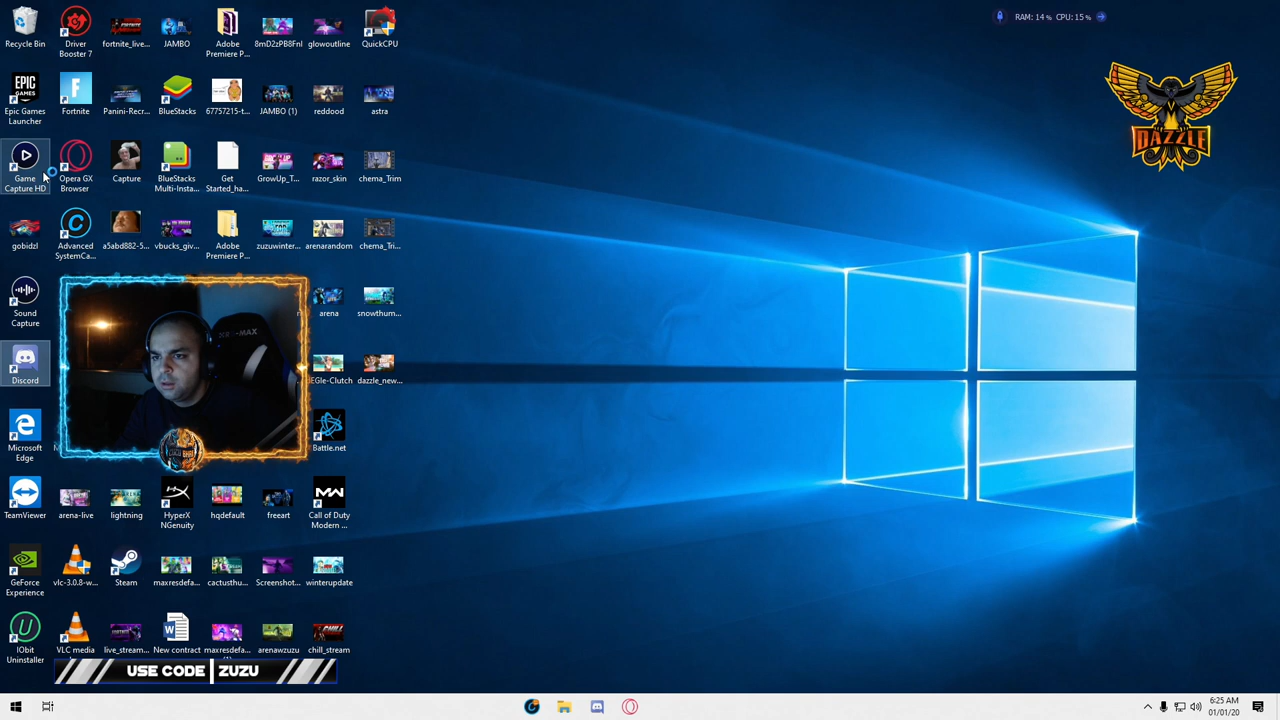 RAM: 14 % CPU: 15 %
DAZZLE
Recycle Bin
Driver
Booster 7
fortnite_live...
JAMBO
Adobe
Premiere P...
8mD2zPB8FnI
glowoutline
QuickCPU
EPIC
GAMES
Epic Games
Launcher
Fortnite
Panini-Recr...
BlueStacks
67757215-t...
JAMBO (1)
reddood
astra
Game
Capture HD
Opera GX
Browser
Capture
BlueStacks
Multi-Insta...
Get
Started_ha...
GrowUp_T...
razor_skin
chema_Trim
gobidzl
Advanced
SystemCa...
a5abd882-5...
vbucks_giv...
Adobe
Premiere P...
zuzuwinter...
arenarandom
chema_Tri...
Sound
Capture
arena
snowthum...
Discord
IEGIe-Clutch
dazzle_new...
Microsoft
Edge
Battle.net
TeamViewer
arena-live
lightning
HyperX
NGenuity
hqdefault
freeart
Call of Duty
Modern ...
GeForce
Experience
vlc-3.0.8-w...
Steam
maxresdefa...
cactusthu...
Screenshot...
winterupdate
IObit
Uninstaller
VLC media
live_stream...
New contract
maxresdefa...
arenawzuzu
chill_stream
USE CODE ZUZU
6:25 AM
01/01/20